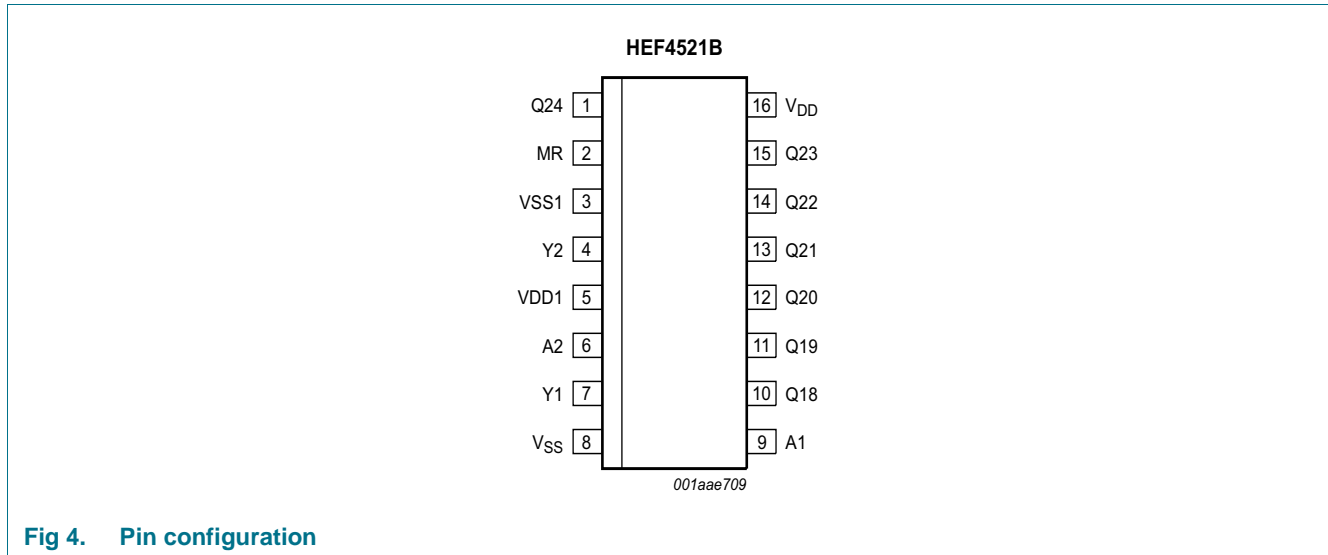 HEF4521B
Q24 1 16 VDD
MR 2 15 Q23
VSS1 3 14 Q22
Y2 4 13 Q21
VDD1 5 12 Q20
A2 6 11 Q19
Y1 7 10 Q18
VSS 8 9 A1
001aae709
Fig 4. Pin configuration